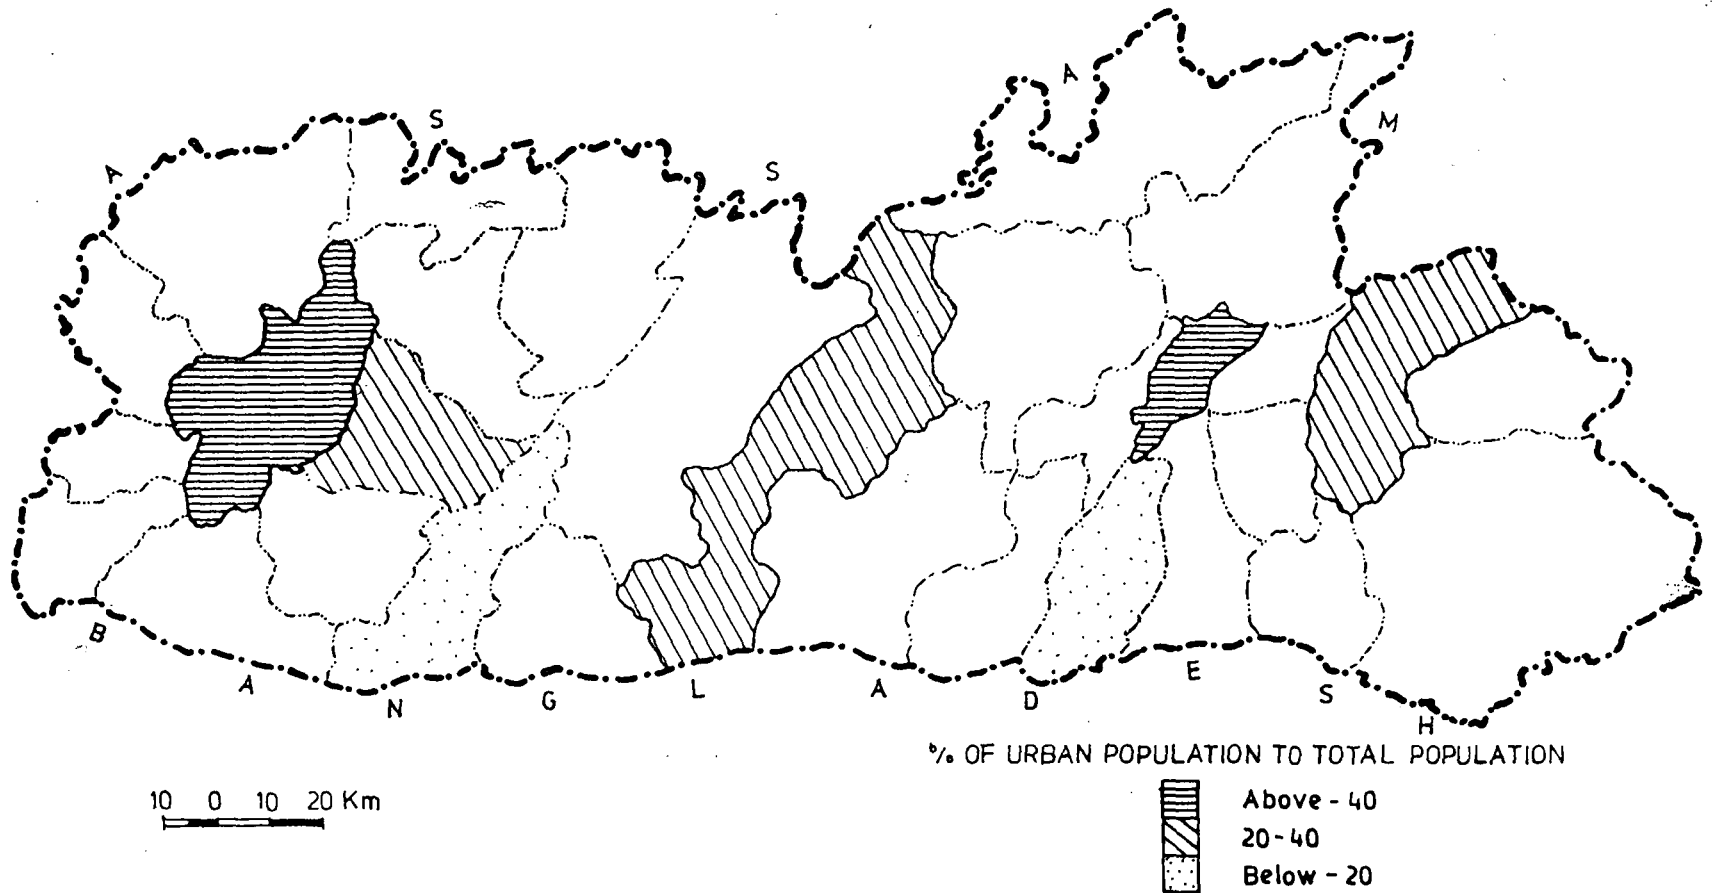 A S S A M
B A N G L A D E S H
% OF URBAN POPULATION TO TOTAL POPULATION
10 0 10 20 Km
Above - 40
20 - 40
Below - 20